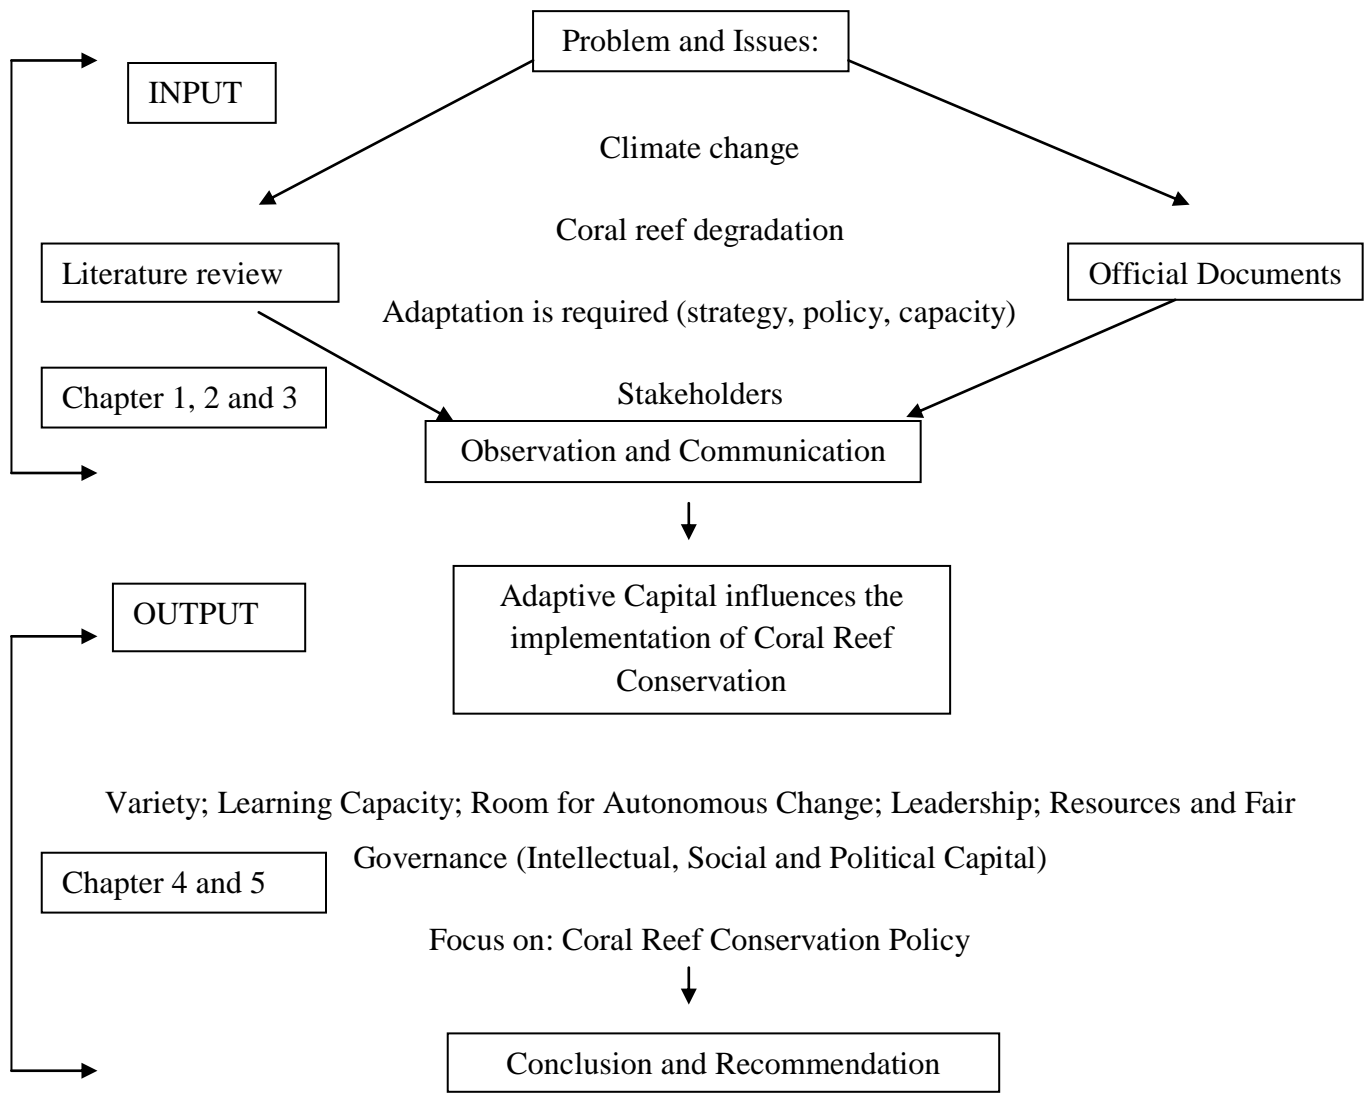 Problem and Issues:
INPUT
Climate change
Coral reef degradation
Literature review
Official Documents
Adaptation is required (strategy, policy, capacity)
Chapter 1, 2 and 3
Stakeholders
Observation and Communication
OUTPUT
Adaptive Capital influences the
implementation of Coral Reef
Conservation
Variety; Learning Capacity; Room for Autonomous Change; Leadership; Resources and Fair
Governance (Intellectual, Social and Political Capital)
Chapter 4 and 5
Focus on: Coral Reef Conservation Policy
Conclusion and Recommendation